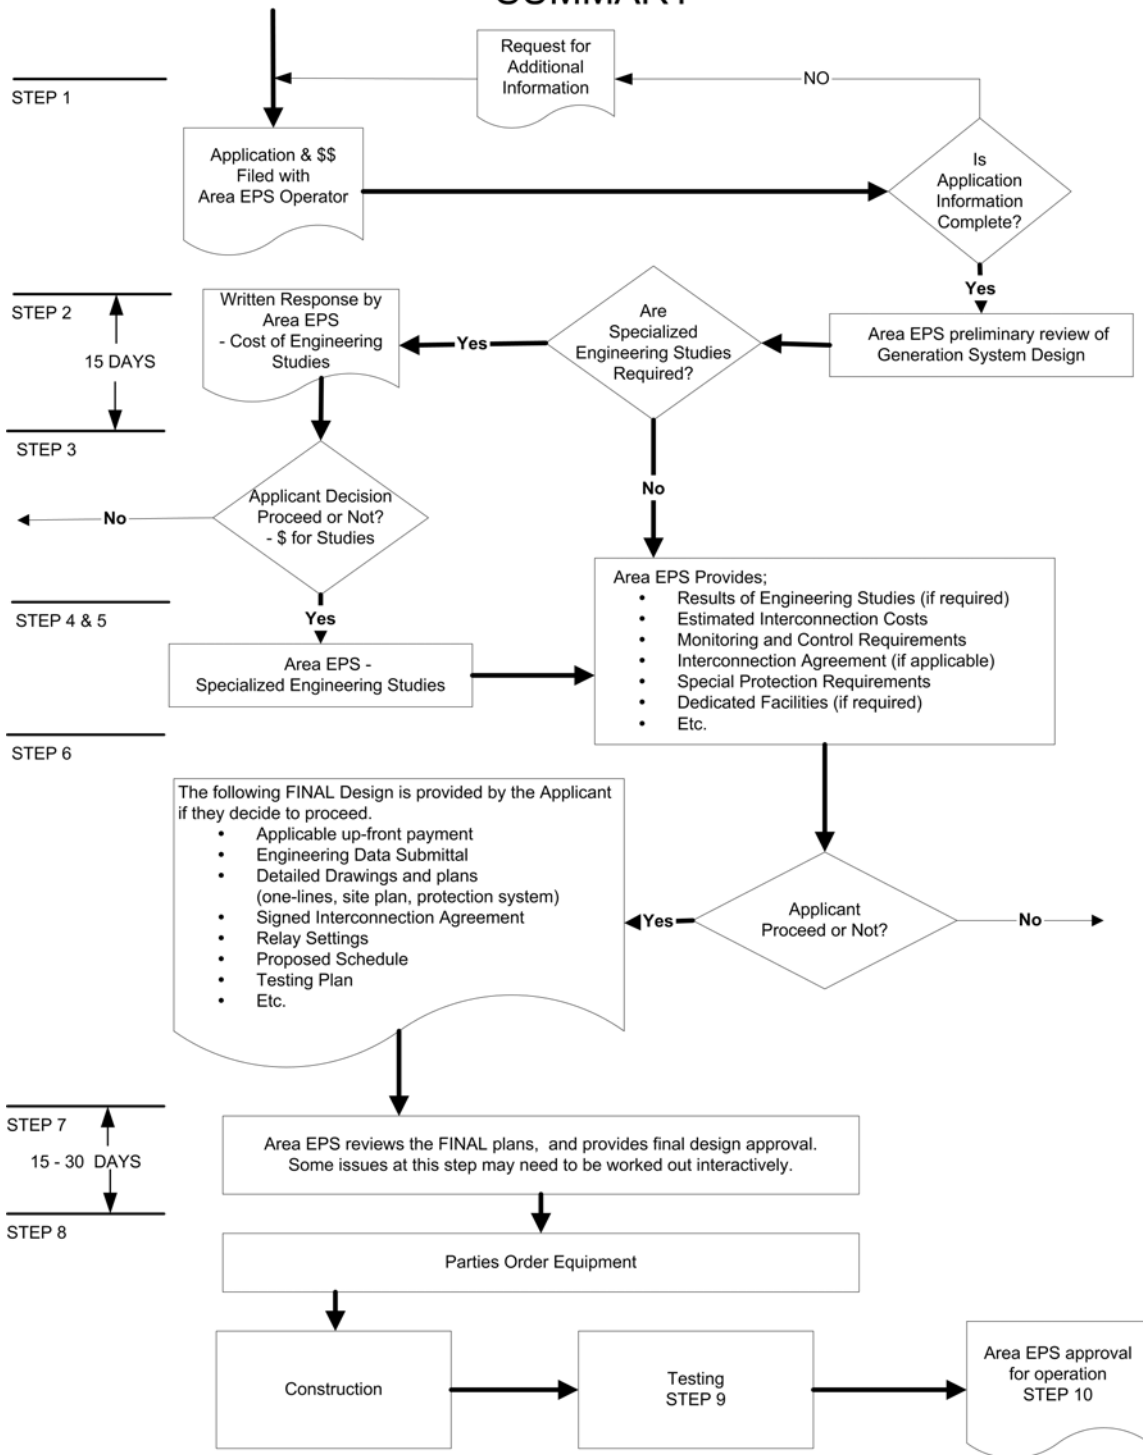 SUMMARY
Request for
Additional
Information
NO
STEP 1
Application & $$
Filed with
Area EPS Operator
Is
Application
Information
Complete?
Yes
STEP 2
15 DAYS
Written Response by
Area EPS
- Cost of Engineering
Studies
Yes
Are
Specialized
Engineering Studies
Required?
Area EPS preliminary review of
Generation System Design
STEP 3
No
Applicant Decision
Proceed or Not?
- $ for Studies
No
STEP 4 & 5
Yes
Area EPS -
Specialized Engineering Studies
Area EPS Provides;
• Results of Engineering Studies (if required)
• Estimated Interconnection Costs
• Monitoring and Control Requirements
• Interconnection Agreement (if applicable)
• Special Protection Requirements
• Dedicated Facilities (if required)
• Etc.
STEP 6
The following FINAL Design is provided by the Applicant
if they decide to proceed.
• Applicable up-front payment
• Engineering Data Submittal
• Detailed Drawings and plans
(one-lines, site plan, protection system)
• Signed Interconnection Agreement
• Relay Settings
• Proposed Schedule
• Testing Plan
• Etc.
Yes
Applicant
Proceed or Not?
No
STEP 7
15 - 30 DAYS
Area EPS reviews the FINAL plans, and provides final design approval.
Some issues at this step may need to be worked out interactively.
STEP 8
Parties Order Equipment
Construction
Testing
STEP 9
Area EPS approval
for operation
STEP 10